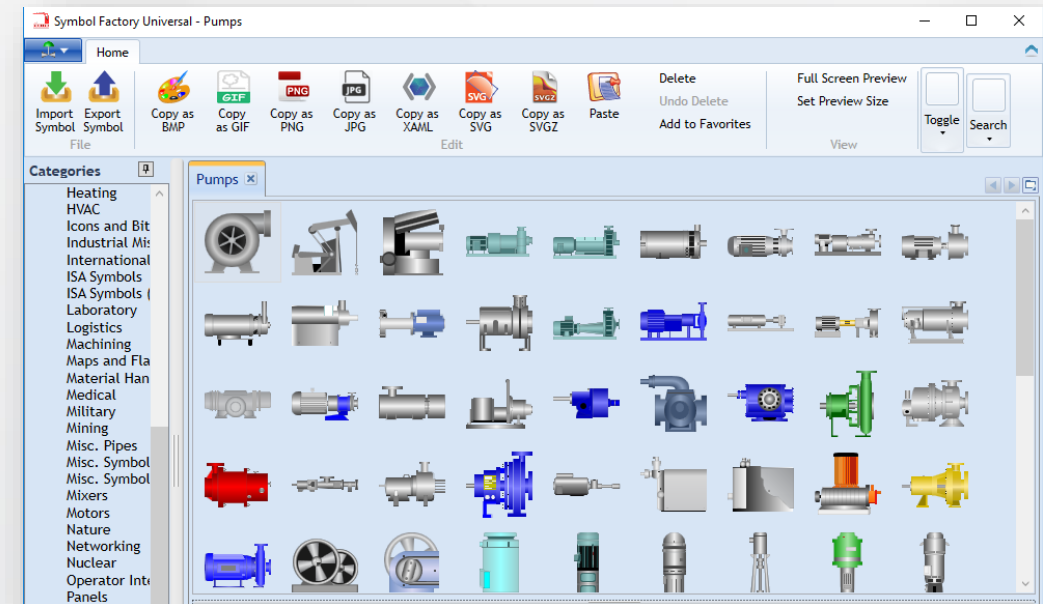 Symbol Factory Universal - Pumps
Home
Import Symbol
Export Symbol
Copy as BMP
Copy as GIF
GIF
Copy as PNG
PNG
Copy as JPG
JPG
Copy as XAML
Copy as SVG
SVG
Copy as SVGZ
SVGZ
Paste
Delete
Undo Delete
Add to Favorites
Full Screen Preview
Set Preview Size
Toggle
Search
File
Edit
View
Categories
Pumps
Heating
HVAC
Icons and Bit
Industrial Mis
International
ISA Symbols
ISA Symbols (
Laboratory
Logistics
Machining
Maps and Fla
Material Han
Medical
Military
Mining
Misc. Pipes
Misc. Symbol
Misc. Symbol
Mixers
Motors
Nature
Networking
Nuclear
Operator Inte
Panels